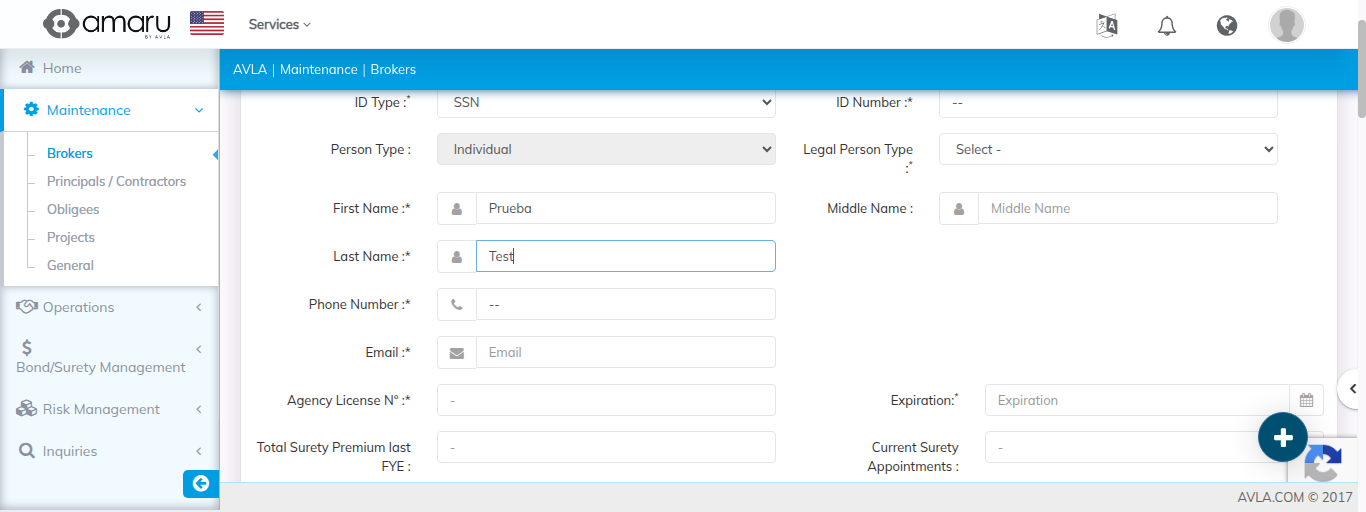 amaru
BY AVLA
Services
Home
AVLA | Maintenance | Brokers
Maintenance
Brokers
Principals / Contractors
Obligees
Projects
General
Operations
$
Bond/Surety Management
Risk Management
Inquiries
ID Type :*
SSN
ID Number :*
--
Person Type :
Individual
Legal Person Type :*
Select -
First Name :*
Prueba
Middle Name :
Middle Name
Last Name :*
Test
Phone Number :*
--
Email :*
Email
Agency License N° :*
-
Expiration:*
Expiration
Total Surety Premium last
FYE :
-
Current Surety
Appointments :
-
AVLA.COM © 2017